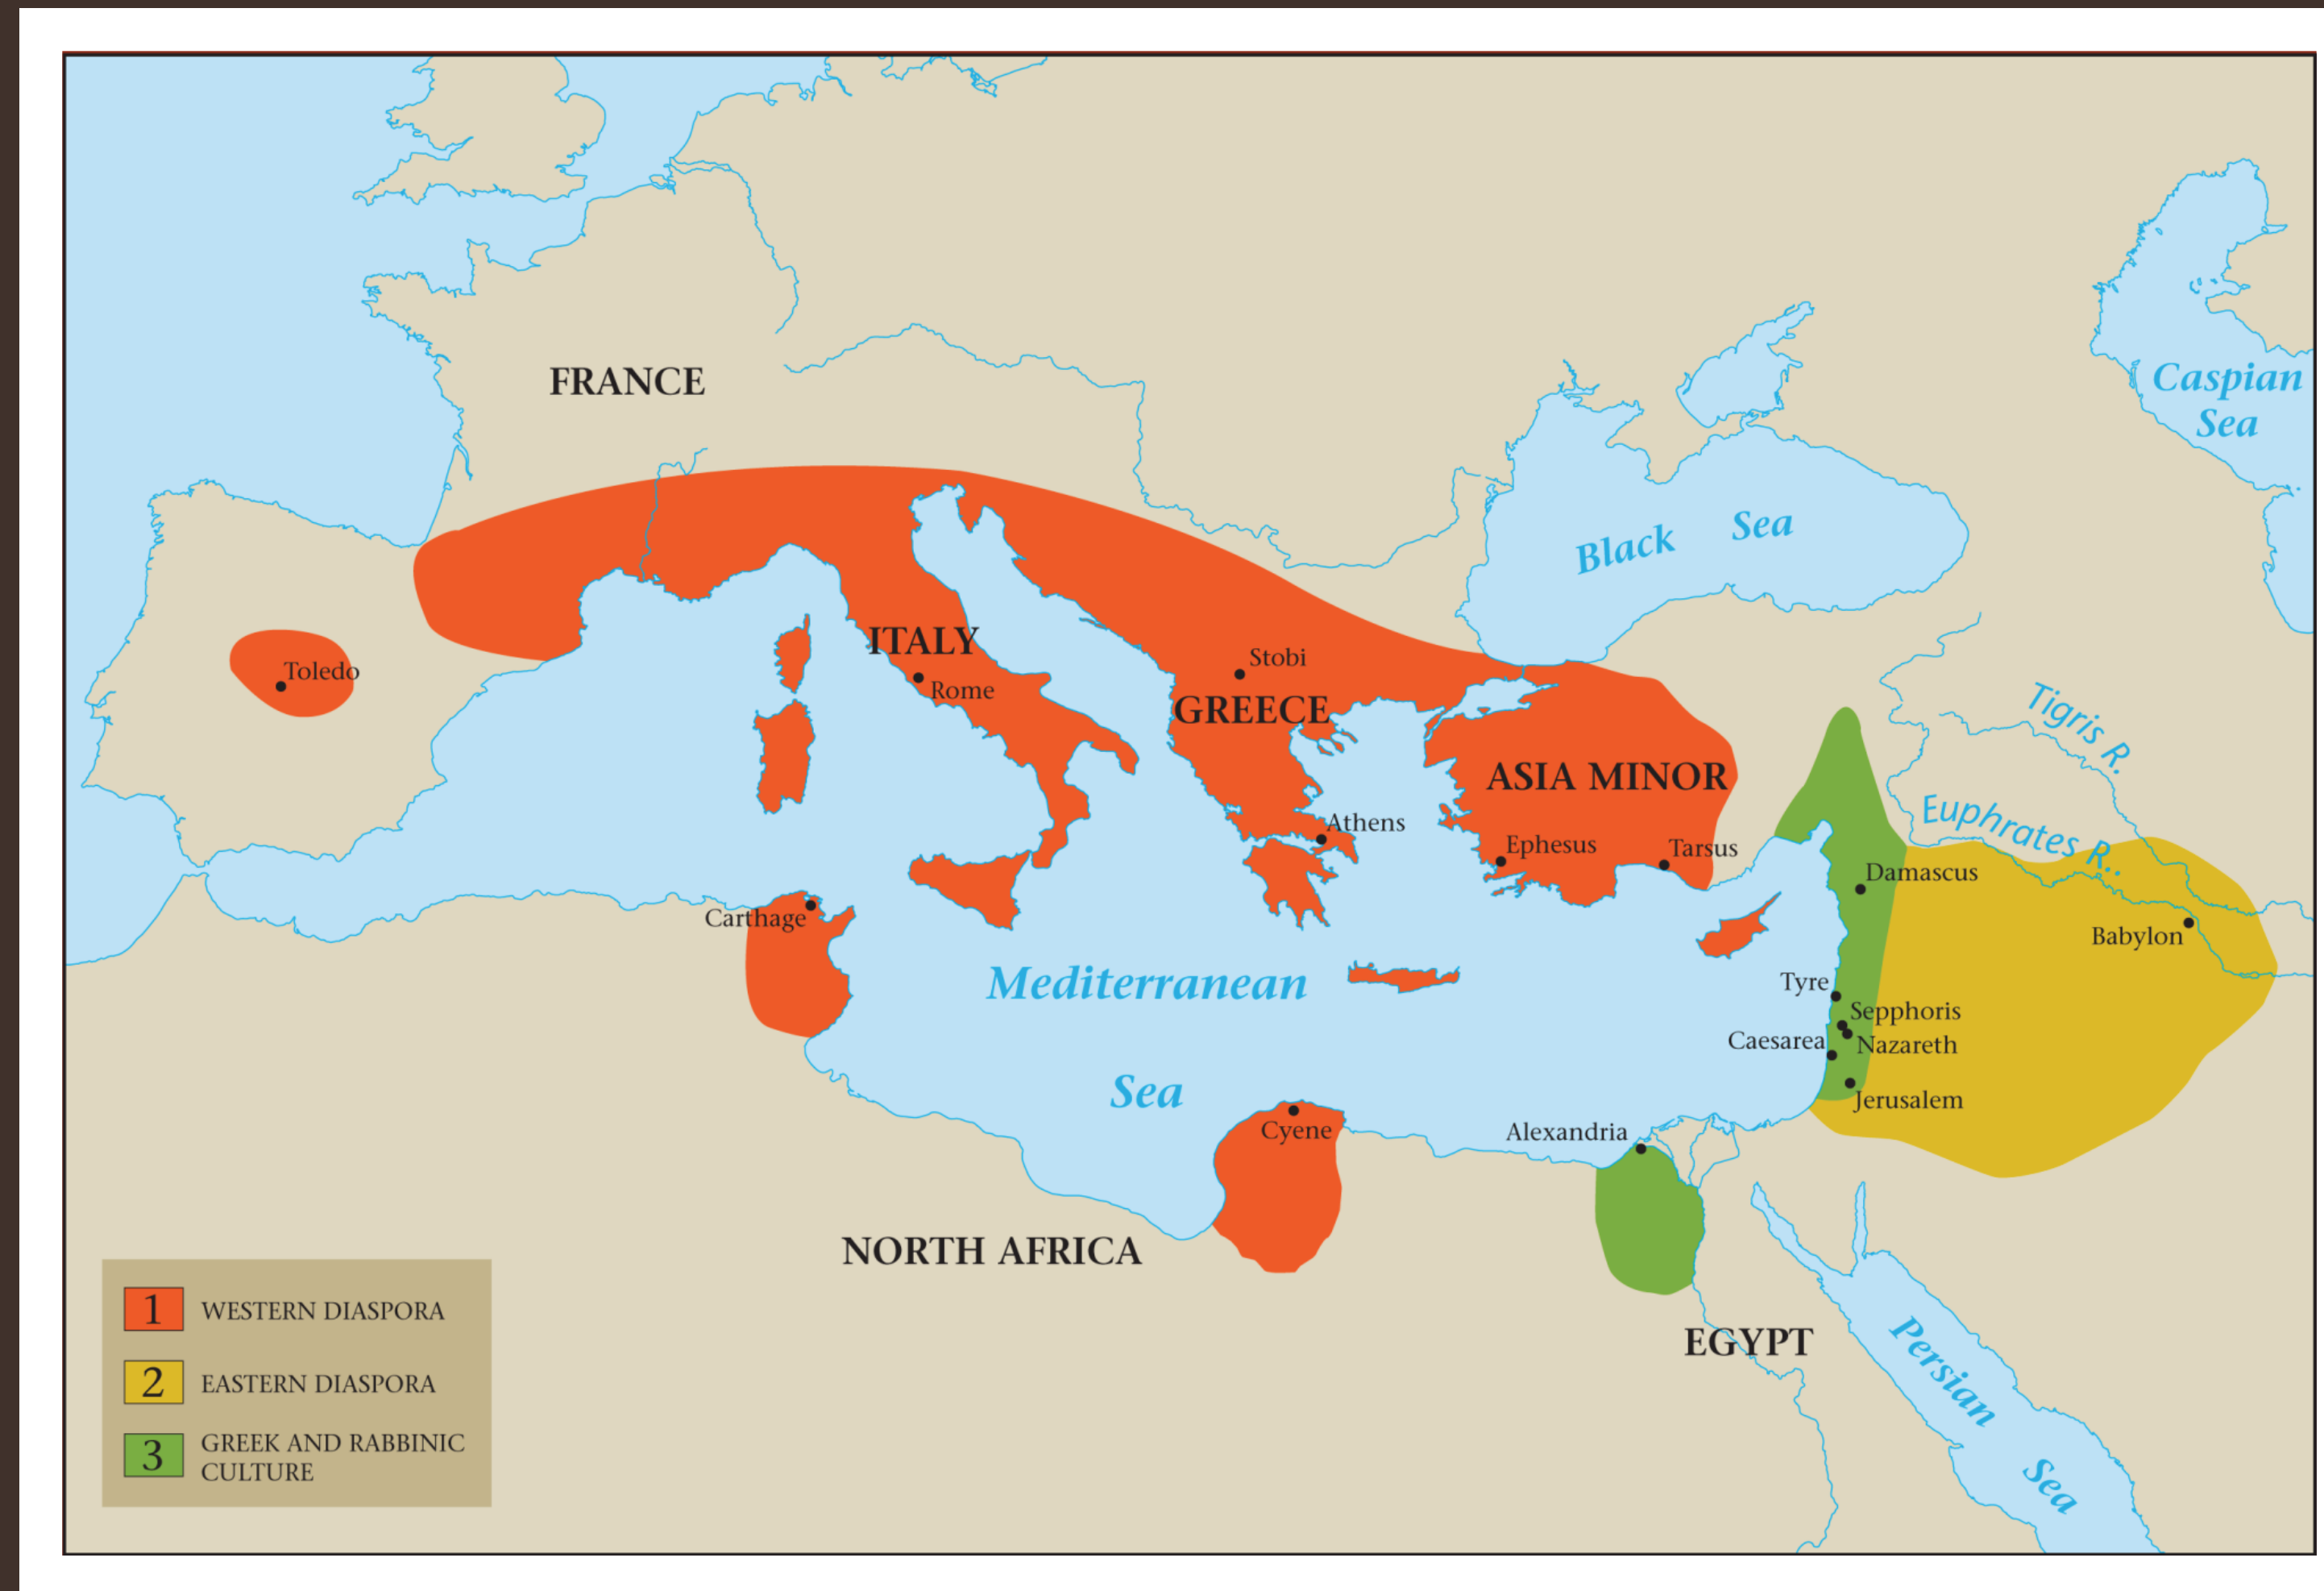 Caspian
Sea
FRANCE
Black Sea
Toledo
ITALY
Rome
Stobi
GREECE
Tigris R.
ASIA MINOR
Euphrates R..
Athens
Ephesus
Tarsus
Damascus
Carthage
Babylon
Mediterranean
Sea
Tyre
Sepphoris
Caesarea
Nazareth
Jerusalem
Cyene
Alexandria
NORTH AFRICA
EGYPT
Persian
Sea
1 WESTERN DIASPORA
2 EASTERN DIASPORA
3 GREEK AND RABBINIC
CULTURE